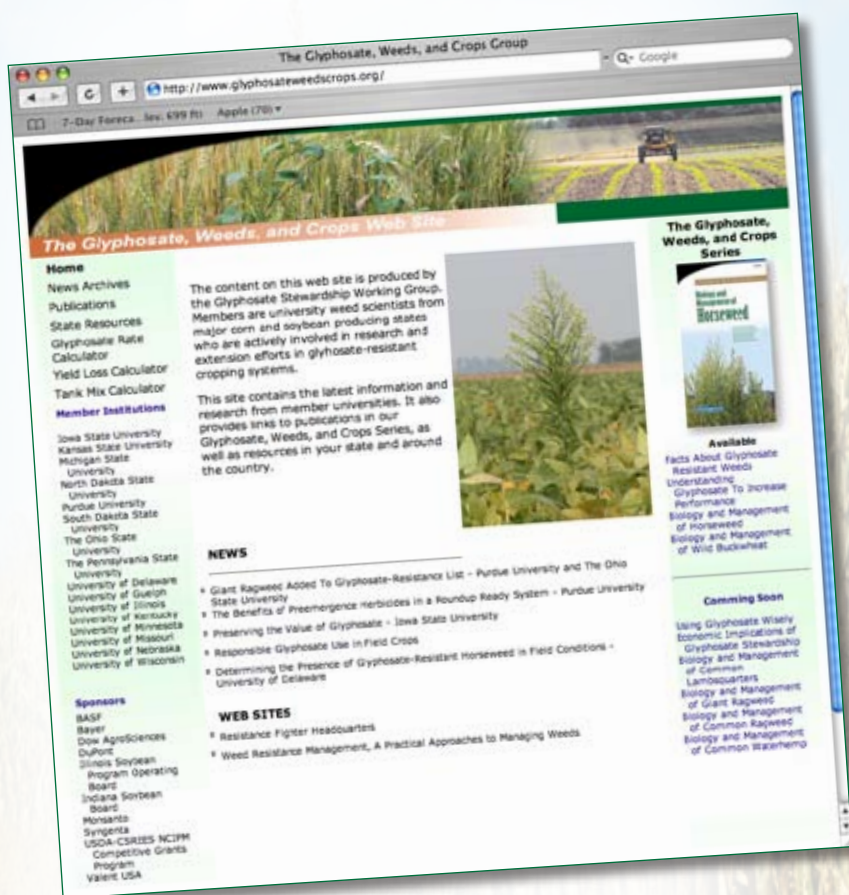 The Glyphosate, Weeds, and Crops Group
http://www.glyphosateweedscrops.org/
Google
7-Day Foreca...lev. 699 ft) Apple (70)
The Glyphosate, Weeds, and Crops Web Site
Home
News Archives
Publications
State Resources
Glyphosate Rate
Calculator
Yield Loss Calculator
Tank Mix Calculator
Member Institutions
Iowa State University
Kansas State University
Michigan State
University
North Dakota State
University
Purdue University
South Dakota State
University
The Ohio State
University
The Pennsylvania State
University
University of Delaware
University of Guelph
University of Illinois
University of Kentucky
University of Minnesota
University of Missouri
University of Nebraska
University of Wisconsin
Sponsors
BASF
Bayer
Dow AgroSciences
DuPont
Illinois Soybean
Program Operating
Board
Indiana Soybean
Board
Monsanto
Syngenta
USDA-CSRIES NCIPM
Competitive Grants
Program
Valent USA
The content on this web site is produced by
the Glyphosate Stewardship Working Group.
Members are university weed scientists from
major corn and soybean producing states
who are actively involved in research and
extension efforts in glyhosate-resistant
cropping systems.
This site contains the latest information and
research from member universities. It also
provides links to publications in our
Glyphosate, Weeds, and Crops Series, as
well as resources in your state and around
the country.
NEWS
Giant Ragweed Added To Glyphosate-Resistance List - Purdue University and The Ohio
State University
The Benefits of Preemergence Herbicides in a Roundup Ready System - Purdue University
Preserving the Value of Glyphosate - Iowa State University
Responsible Glyphosate Use in Field Crops
Determining the Presence of Glyphosate-Resistant Horseweed in Field Conditions -
University of Delaware
WEB SITES
Resistance Fighter Headquarters
Weed Resistance Management, A Practical Approaches to Managing Weeds
The Glyphosate,
Weeds, and Crops
Series
Biology and
Management of
Horseweed
Available
Facts About Glyphosate
Resistant Weeds
Understanding
Glyphosate To Increase
Performance
Biology and Management
of Horseweed
Biology and Management
of Wild Buckwheat
Comming Soon
Using Glyphosate Wisely
Economic Implications of
Glyphosate Stewardship
Biology and Management
of Common
Lambsquarters
Biology and Management
of Giant Ragweed
Biology and Management
of Common Ragweed
Biology and Management
of Common Waterhemp